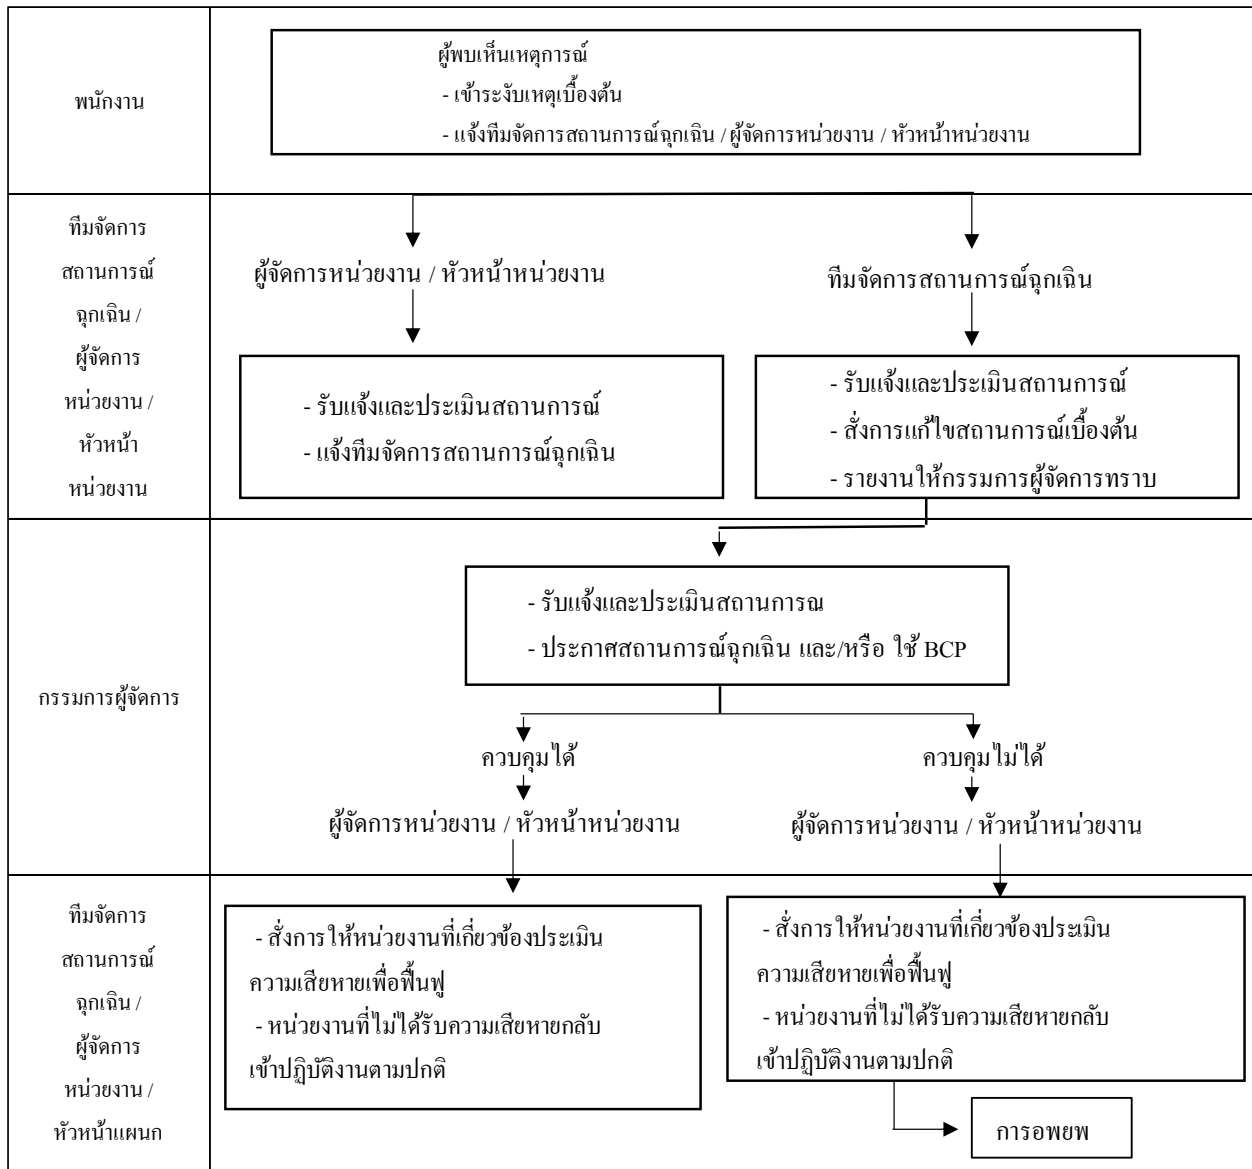 พนักงาน
ผู้พบเห็นเหตุการณ์
- เข้าระงับเหตุเบื้องต้น
- แจ้งทีมจัดการสถานการณ์ฉุกเฉิน / ผู้จัดการหน่วยงาน / หัวหน้าหน่วยงาน
ทีมจัดการ
สถานการณ์
ฉุกเฉิน /
ผู้จัดการ
หน่วยงาน /
หัวหน้า
หน่วยงาน
ผู้จัดการหน่วยงาน / หัวหน้าหน่วยงาน
- รับแจ้งและประเมินสถานการณ์
- แจ้งทีมจัดการสถานการณ์ฉุกเฉิน
ทีมจัดการสถานการณ์ฉุกเฉิน
- รับแจ้งและประเมินสถานการณ์
- สั่งการแก้ไขสถานการณ์เบื้องต้น
- รายงานให้กรรมการผู้จัดการทราบ
กรรมการผู้จัดการ
- รับแจ้งและประเมินสถานการณ
- ประกาศสถานการณ์ฉุกเฉิน และ/หรือ ใช้ BCP
ควบคุมได้
ผู้จัดการหน่วยงาน / หัวหน้าหน่วยงาน
ควบคุมไม่ได้
ผู้จัดการหน่วยงาน / หัวหน้าหน่วยงาน
ทีมจัดการ
สถานการณ์
ฉุกเฉิน /
ผู้จัดการ
หน่วยงาน /
หัวหน้าแผนก
- สั่งการให้หน่วยงานที่เกี่ยวข้องประเมิน
ความเสียหายเพื่อฟื้นฟู
- หน่วยงานที่ไม่ได้รับความเสียหายกลับ
เข้าปฏิบัติงานตามปกติ
- สั่งการให้หน่วยงานที่เกี่ยวข้องประเมิน
ความเสียหายเพื่อฟื้นฟู
- หน่วยงานที่ไม่ได้รับความเสียหายกลับ
เข้าปฏิบัติงานตามปกติ
การอพยพ